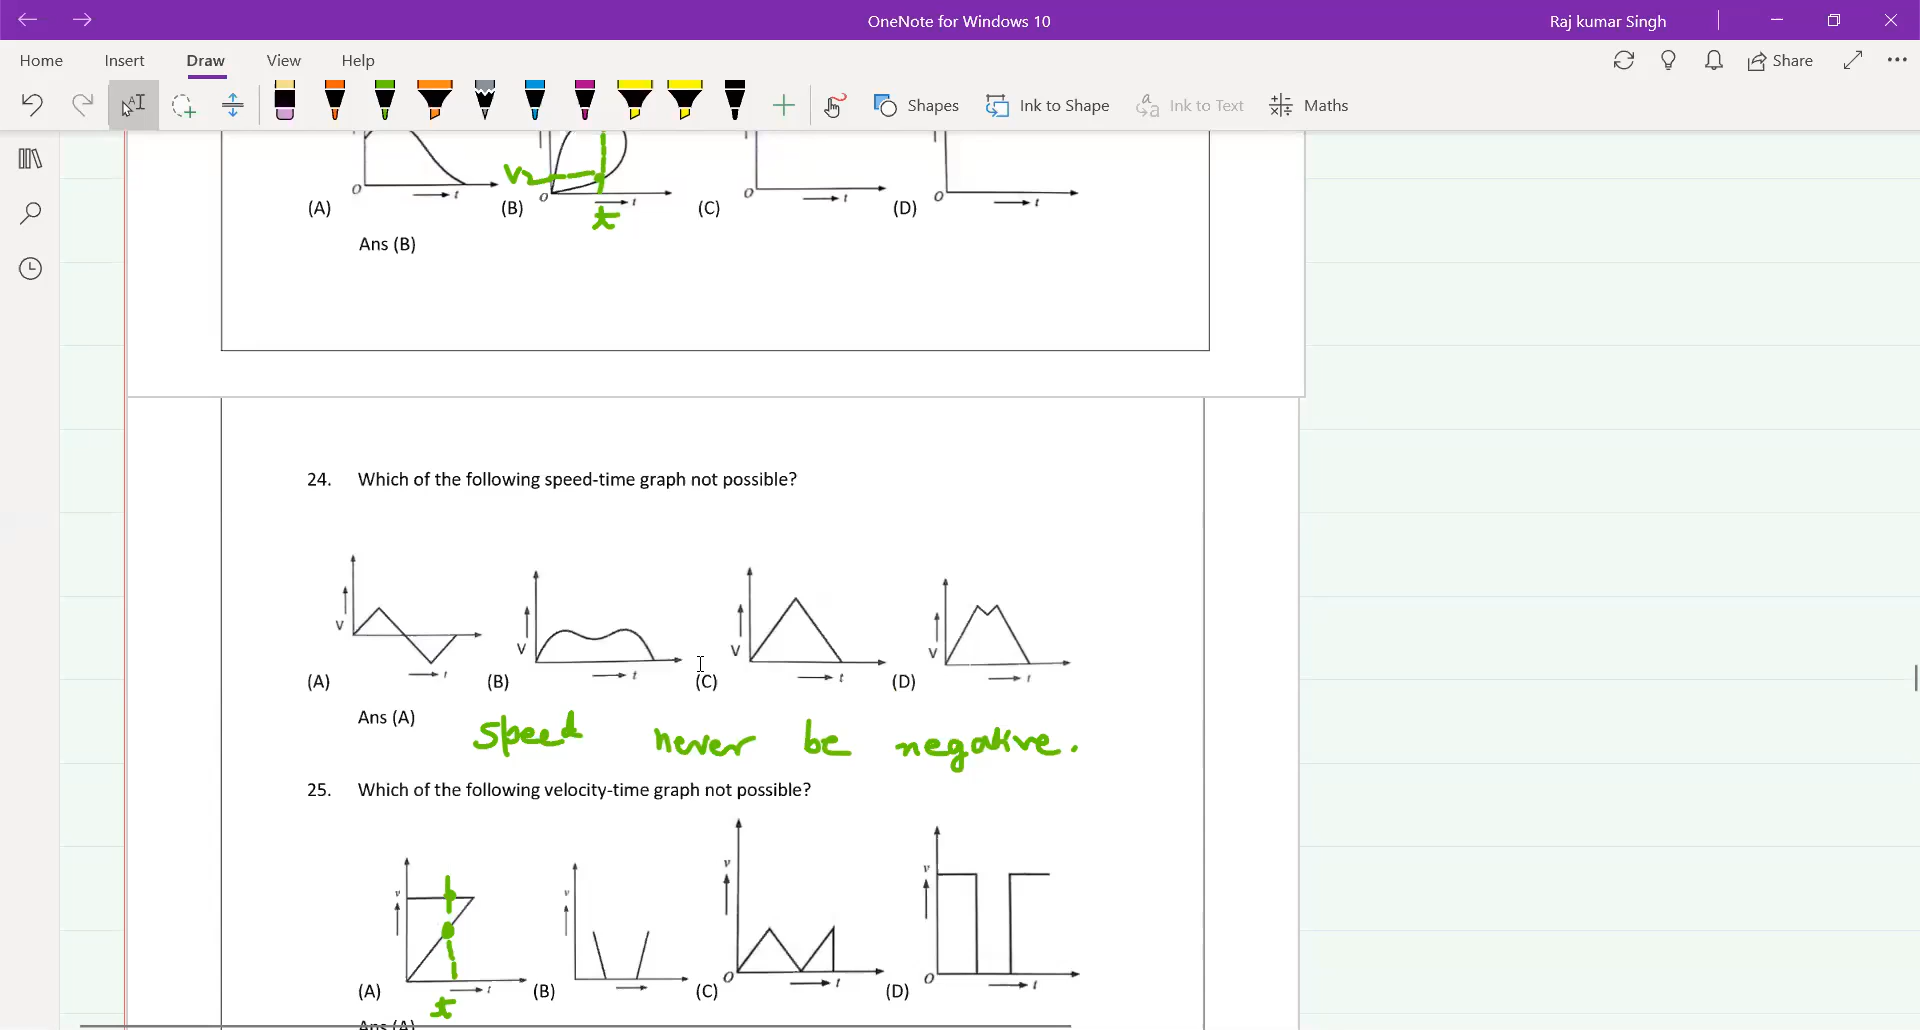 OneNote for Windows 10
Raj kumar Singh
Home Insert Draw View Help
Share
Shapes Ink to Shape Ink to Text Maths
V2
O t O t O t O t
(A) (B) (C) (D)
t
Ans (B)
24. Which of the following speed-time graph not possible?
V V V V
t t t t
(A) (B) (C) (D)
Ans (A)
speed never be negative.
25. Which of the following velocity-time graph not possible?
v v v v
t O t O t
(A) (B) (C) (D)
t
Ans (A)